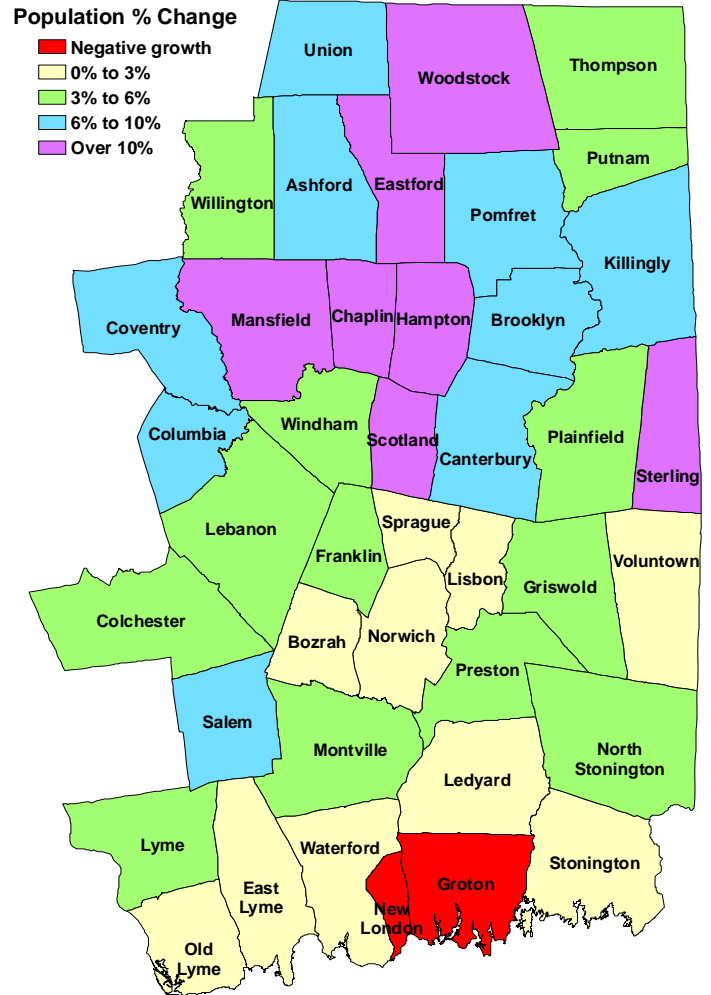 Population % Change
Negative growth
0% to 3%
3% to 6%
6% to 10%
Over 10%
Union
Woodstock
Thompson
Putnam
Willington
Ashford
Eastford
Pomfret
Killingly
Coventry
Mansfield
Chaplin
Hampton
Brooklyn
Columbia
Windham
Scotland
Canterbury
Plainfield
Sterling
Lebanon
Sprague
Franklin
Lisbon
Griswold
Voluntown
Colchester
Bozrah
Norwich
Preston
Salem
Montville
North
Stonington
Ledyard
Lyme
Waterford
Stonington
East
Lyme
Groton
New
London
Old
Lyme